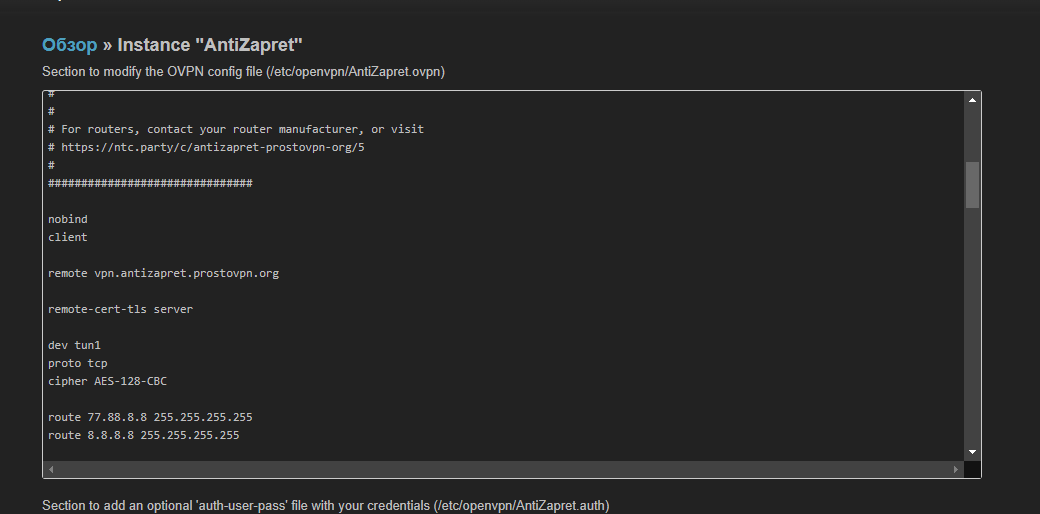 Обзор » Instance "AntiZapret"
Section to modify the OVPN config file (/etc/openvpn/AntiZapret.ovpn)
#
#
# For routers, contact your router manufacturer, or visit
# https://ntc.party/c/antizapret-prostovpn-org/5
#
###############################
nobind
client
remote vpn.antizapret.prostovpn.org
remote-cert-tls server
dev tun1
proto tcp
cipher AES-128-CBC
route 77.88.8.8 255.255.255.255
route 8.8.8.8 255.255.255.255
Section to add an optional 'auth-user-pass' file with your credentials (/etc/openvpn/AntiZapret.auth)